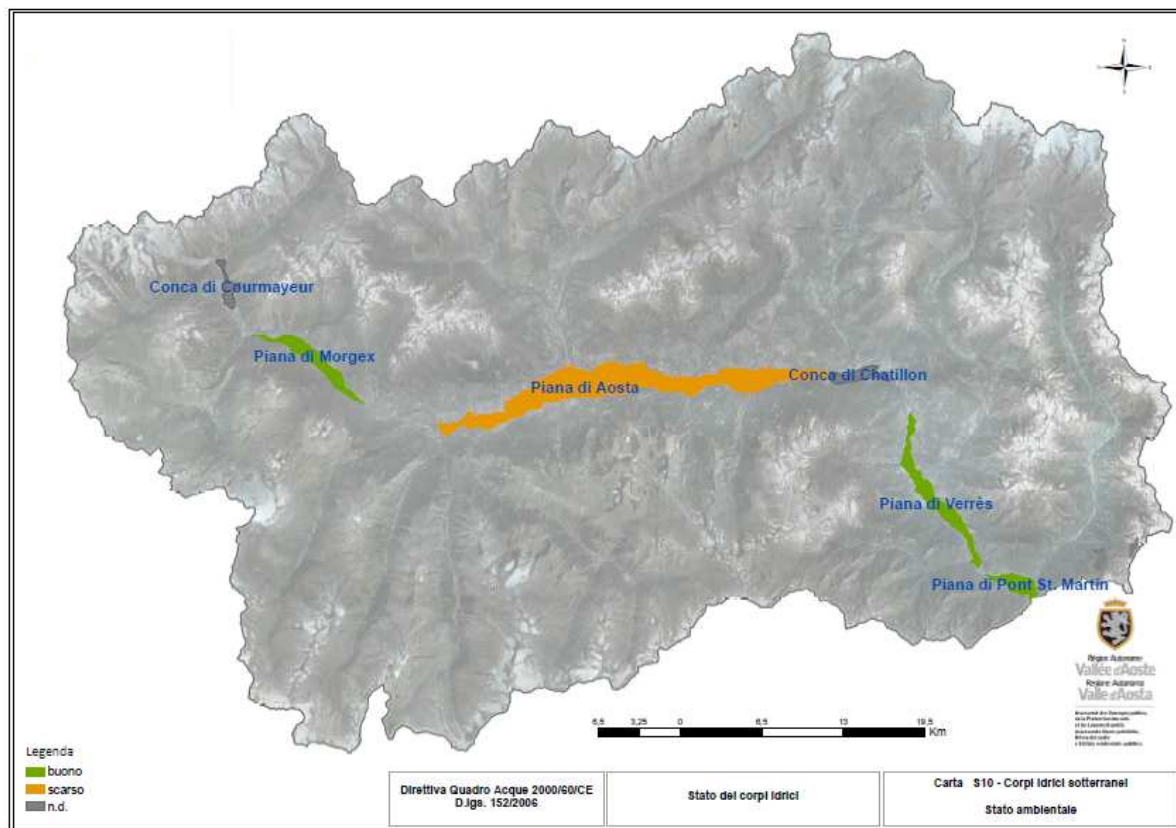 Conca di Courmayeur
Piana di Morgex
Piana di Aosta
Conca di Chatillon
Piana di Verrès
Piana di Pont St. Martin
Région Autonome
Vallée d'Aoste
Regione Autonoma
Valle d'Aosta
6,5 3,25 0 6,5 13 19,5
Km
Legenda
buono
scarso
n.d.
Direttiva Quadro Acque 2000/60/CE
D.lgs. 152/2006
Stato dei corpi idrici
Carta S10 - Corpi idrici sotterranei
Stato ambientale